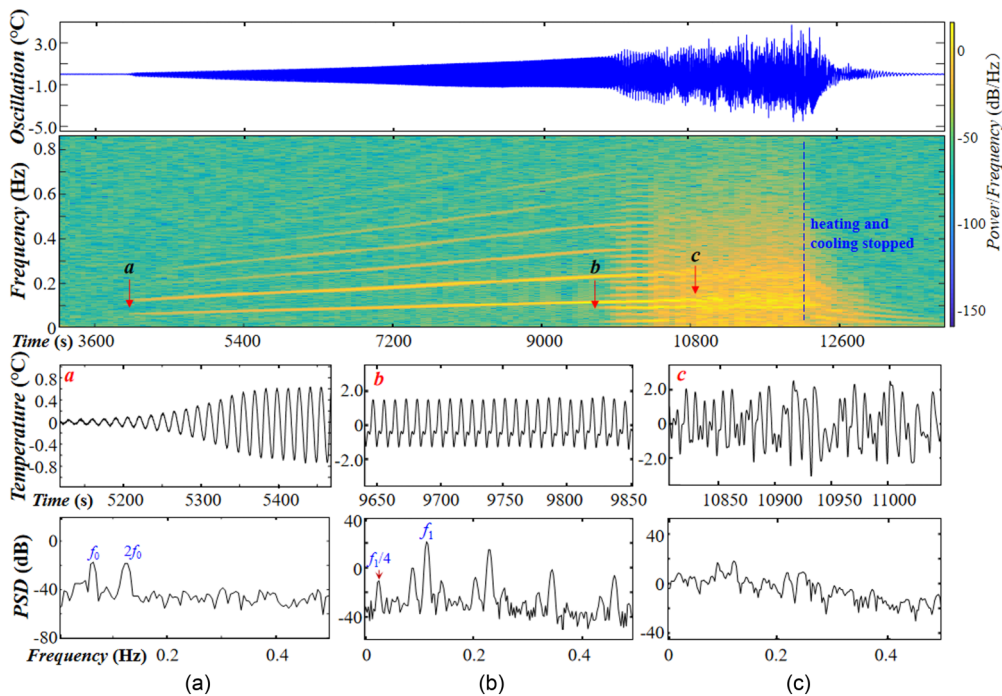 Oscillation (°C)
3.0
-1.0
-5.0
Frequency (Hz)
0.8
0.6
0.4
0.2
0
a
b
c
heating and
cooling stopped
0
-50
-100
-150
Power/Frequency (dB/Hz)
Time (s) 3600 5400 7200 9000 10800 12600
Temperature (°C)
a
0.8
0.4
0
-0.4
-0.8
Time (s) 5200 5300 5400
b
2.0
0
-2.0
9650 9700 9750 9800 9850
c
2.0
0
2.0
10850 10900 10950 11000
PSD (dB)
0
-40
-80
f0 2f0
Frequency (Hz) 0.2 0.4
40
0
-40
f1/4
f1
0 0.2 0.4
40
0
-40
0 0.2 0.4
(a) (b) (c)